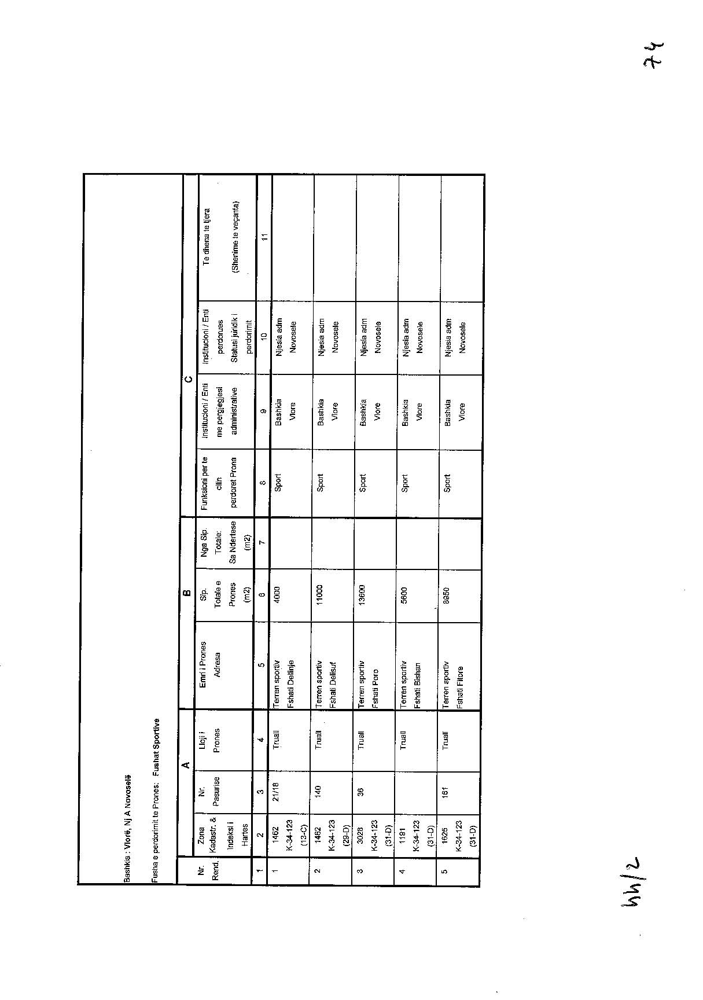 Bashkia : Vlorë, Nj A Novoselë
Fusha e perdorimit te Prones: Fushat Sportive
A B C
Nr. Rend. | Zona Kadastr. & Indeksi i Hartes | Nr. Pasurise | Lloji i Prones | Emri i Prones Adresa | Sip. Totale e Prones (m2) | Nga Sip. Totale: Sa Ndertese (m2) | Funksioni per te cilin perdoret Prona | Institucioni / Enti me pergjegjesi administrative | Institucioni / Enti perdorues Statusi juridik i perdorimit | Te dhena te tjera (Shenime te veçanta)
1 2 3 4 5 6 7 8 9 10 11
1 1462 21/18 Truall Terren sportiv 4000 Sport Bashkia Njesia adm
K-34-123 Fshati Dellinje Vlore Novosele
(13-C)
2 1462 140 Truall Terren sportiv 11000 Sport Bashkia Njesia adm
K-34-123 Fshati Delisuf Vlore Novosele
(29-D)
3 3028 36 Truall Terren sportiv 13600 Sport Bashkia Njesia adm
K-34-123 Fshati Poro Vlore Novosele
(31-D)
4 1191 Truall Terren sportiv 5600 Sport Bashkia Njesia adm
K-34-123 Fshati Bishan Vlore Novosele
(31-D)
5 1625 161 Truall Terren sportiv 8950 Sport Bashkia Njesia adm
K-34-123 Fshati Fitore Vlore Novosele
(31-D)
44/2
74